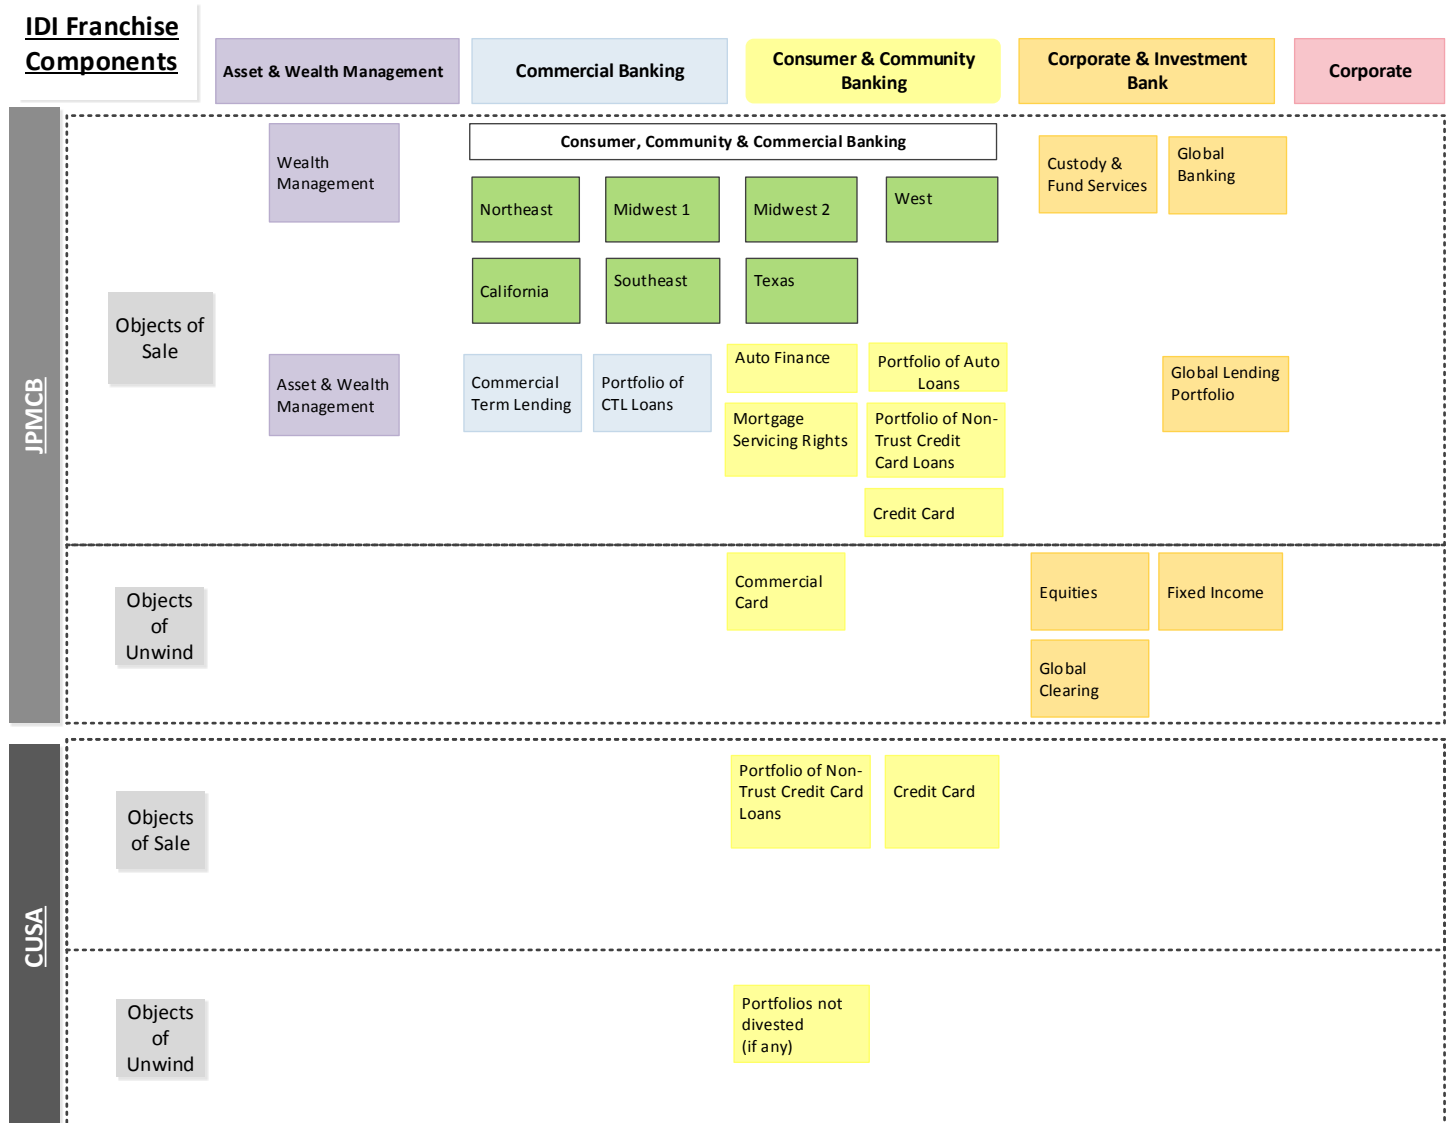 IDI Franchise
Components
Asset & Wealth Management
Commercial Banking
Consumer & Community
Banking
Corporate & Investment
Bank
Corporate
JPMCB
Objects of
Sale
Wealth
Management
Consumer, Community & Commercial Banking
Northeast
Midwest 1
Midwest 2
West
California
Southeast
Texas
Custody &
Fund Services
Global
Banking
Asset & Wealth
Management
Commercial
Term Lending
Portfolio of
CTL Loans
Auto Finance
Portfolio of Auto
Loans
Mortgage
Servicing Rights
Portfolio of Non-
Trust Credit
Card Loans
Credit Card
Global Lending
Portfolio
Objects
of
Unwind
Commercial
Card
Equities
Fixed Income
Global
Clearing
CUSA
Objects
of Sale
Portfolio of Non-
Trust Credit Card
Loans
Credit Card
Objects
of
Unwind
Portfolios not
divested
(if any)